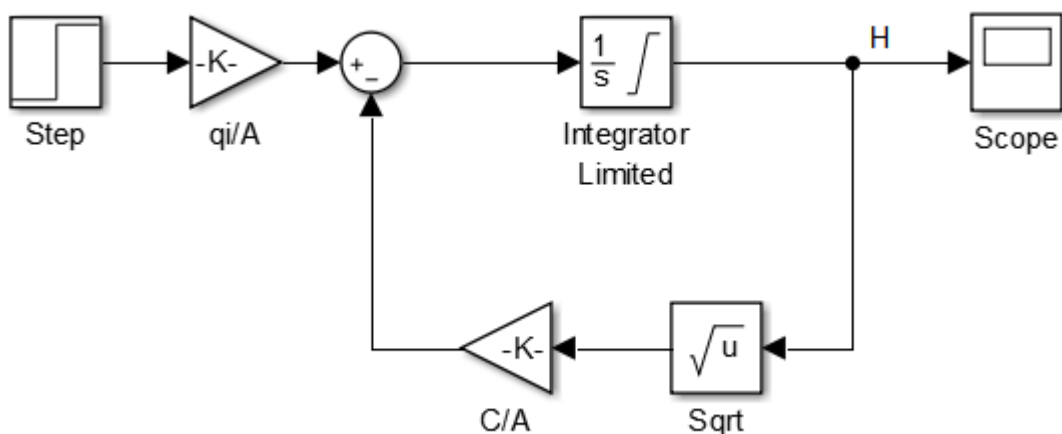 H
-K-
+
−
1
s
Step
qi/A
Integrator
Limited
Scope
-K-
√u
C/A
Sqrt